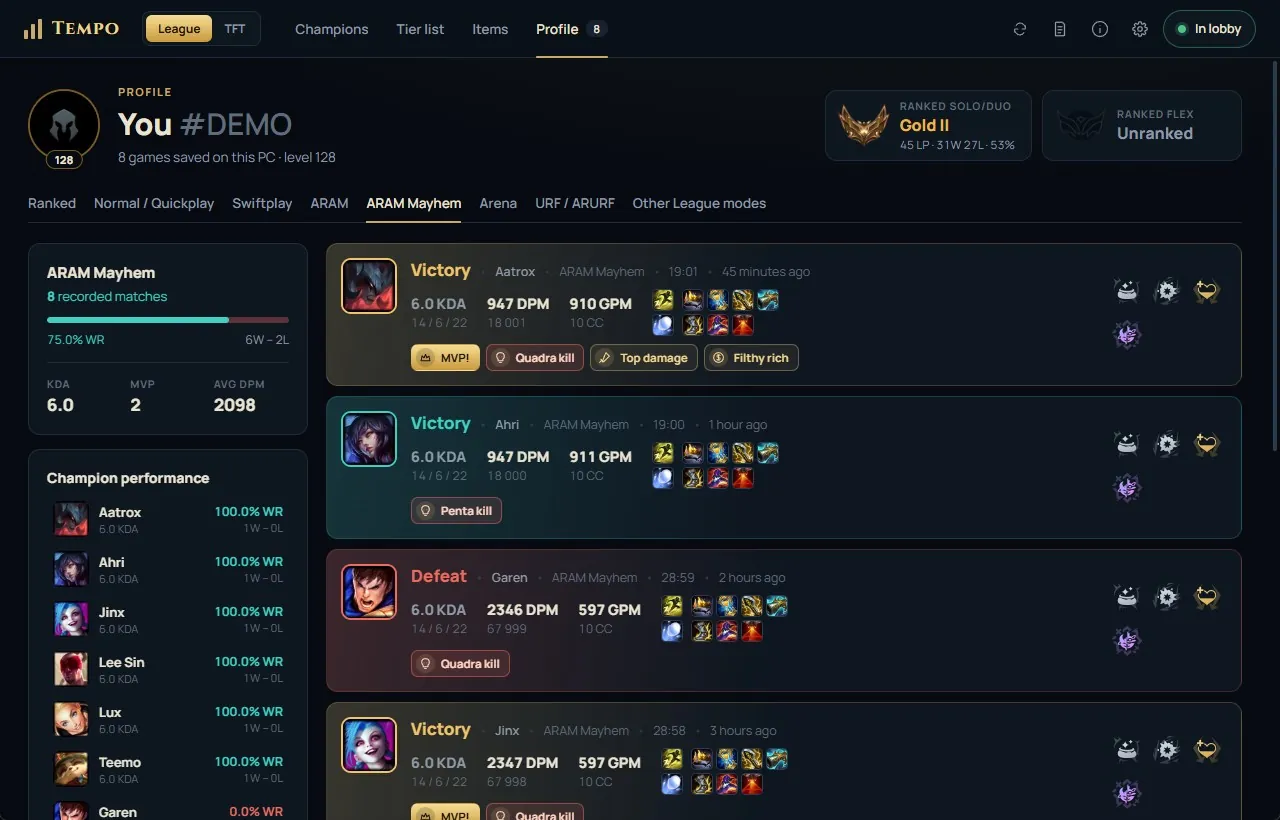 TEMPO
League
TFT
Champions
Tier list
Items
Profile 8
In lobby
PROFILE
You #DEMO
128
8 games saved on this PC · level 128
RANKED SOLO/DUO
Gold II
45 LP · 31W 27L · 53%
RANKED FLEX
Unranked
Ranked
Normal / Quickplay
Swiftplay
ARAM
ARAM Mayhem
Arena
URF / ARURF
Other League modes
ARAM Mayhem
8 recorded matches
75.0% WR
6W – 2L
KDA
MVP
AVG DPM
6.0
2
2098
Champion performance
Aatrox 100.0% WR
6.0 KDA 1W – 0L
Ahri 100.0% WR
6.0 KDA 1W – 0L
Jinx 100.0% WR
6.0 KDA 1W – 0L
Lee Sin 100.0% WR
6.0 KDA 1W – 0L
Lux 100.0% WR
6.0 KDA 1W – 0L
Teemo 100.0% WR
6.0 KDA 1W – 0L
Garen 0.0% WR
Victory · Aatrox · ARAM Mayhem · 19:01 · 45 minutes ago
6.0 KDA 947 DPM 910 GPM
14 / 6 / 22 18 001 10 CC
MVP! Quadra kill Top damage Filthy rich
Victory · Ahri · ARAM Mayhem · 19:00 · 1 hour ago
6.0 KDA 947 DPM 911 GPM
14 / 6 / 22 18 000 10 CC
Penta kill
Defeat · Garen · ARAM Mayhem · 28:59 · 2 hours ago
6.0 KDA 2346 DPM 597 GPM
14 / 6 / 22 67 999 10 CC
Quadra kill
Victory · Jinx · ARAM Mayhem · 28:58 · 3 hours ago
6.0 KDA 2347 DPM 597 GPM
14 / 6 / 22 67 998 10 CC
MVP! Quadra kill